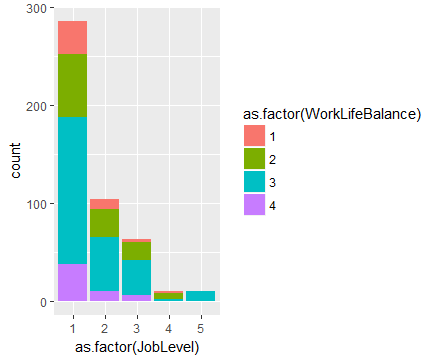 300
200
100
0
count
1 2 3 4 5
as.factor(JobLevel)
as.factor(WorkLifeBalance)
1
2
3
4